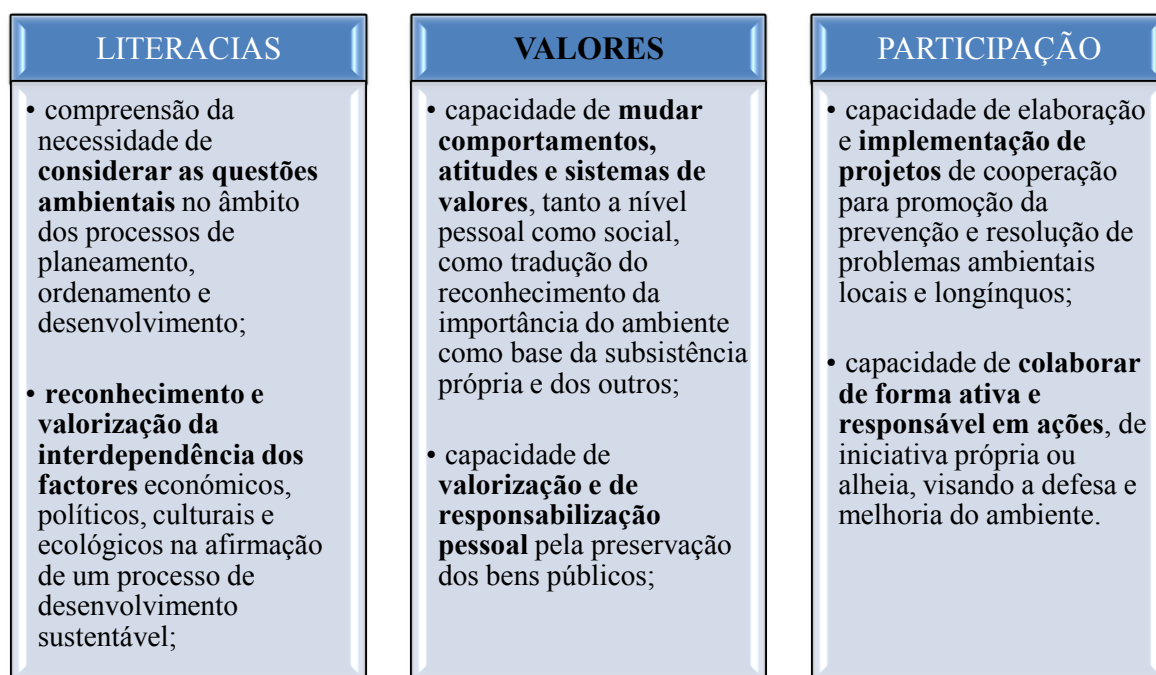 LITERACIAS
• compreensão da
necessidade de
considerar as questões
ambientais no âmbito
dos processos de
planeamento,
ordenamento e
desenvolvimento;
• reconhecimento e
valorização da
interdependência dos
factores económicos,
políticos, culturais e
ecológicos na afirmação
de um processo de
desenvolvimento
sustentável;
VALORES
• capacidade de mudar
comportamentos,
atitudes e sistemas de
valores, tanto a nível
pessoal como social,
como tradução do
reconhecimento da
importância do ambiente
como base da subsistência
própria e dos outros;
• capacidade de
valorização e de
responsabilização
pessoal pela preservação
dos bens públicos;
PARTICIPAÇÃO
• capacidade de elaboração
e implementação de
projetos de cooperação
para promoção da
prevenção e resolução de
problemas ambientais
locais e longínquos;
• capacidade de colaborar
de forma ativa e
responsável em ações, de
iniciativa própria ou
alheia, visando a defesa e
melhoria do ambiente.